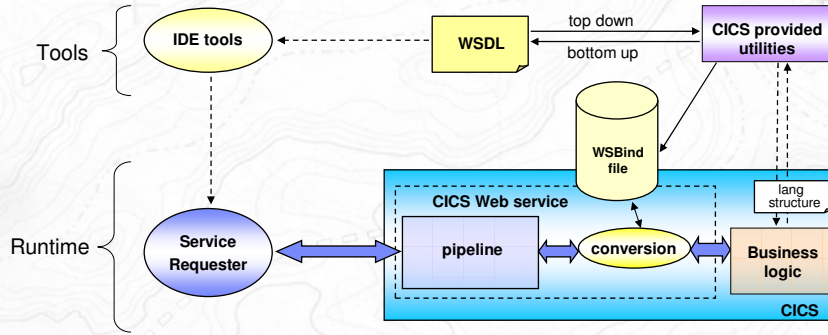 Tools
IDE tools
WSDL
top down
bottom up
CICS provided
utilities
WSBind
file
lang
structure
Runtime
CICS Web service
Service
Requester
pipeline
conversion
Business
logic
CICS